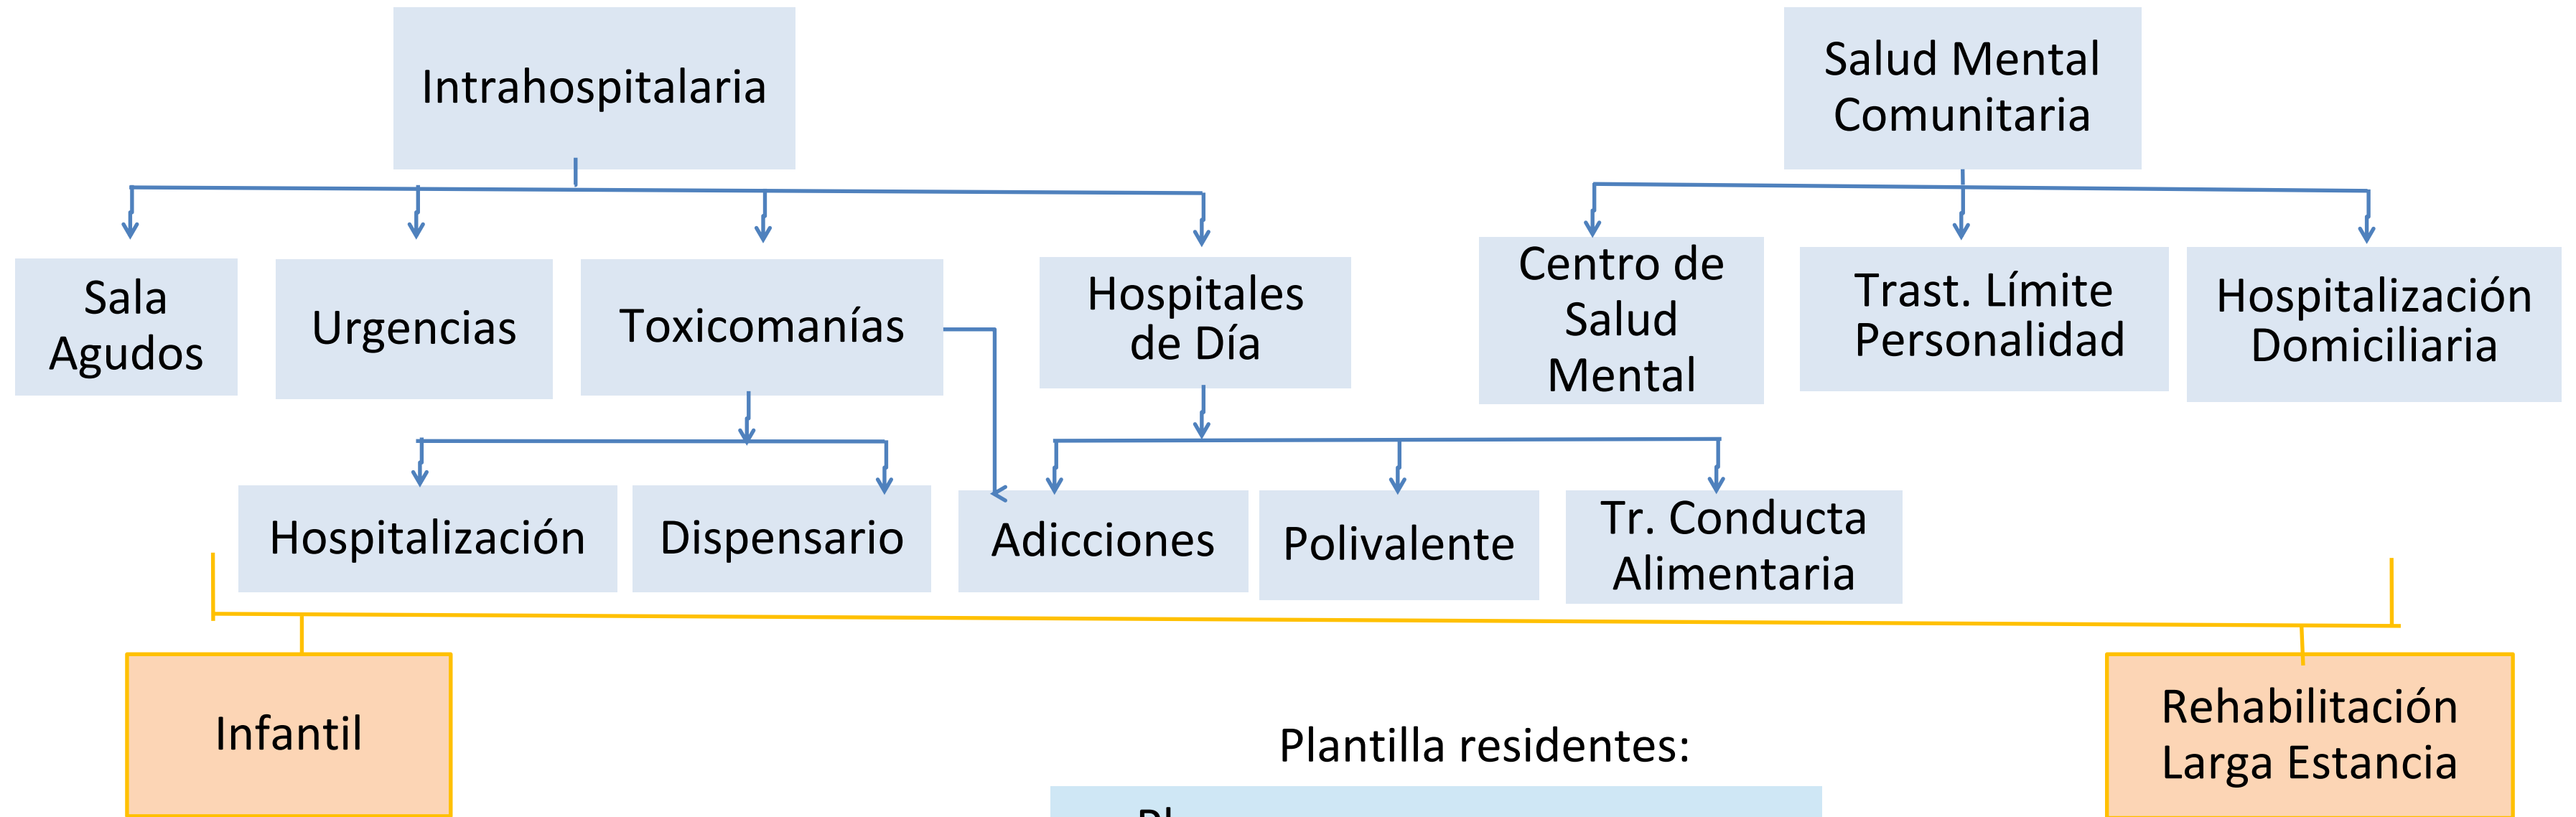 Intrahospitalaria
Salud Mental
Comunitaria
Sala
Agudos
Urgencias
Toxicomanías
Hospitales
de Día
Centro de
Salud
Mental
Trast. Límite
Personalidad
Hospitalización
Domiciliaria
Hospitalización
Dispensario
Adicciones
Polivalente
Tr. Conducta
Alimentaria
Infantil
Rehabilitación
Larga Estancia
Plantilla residentes: